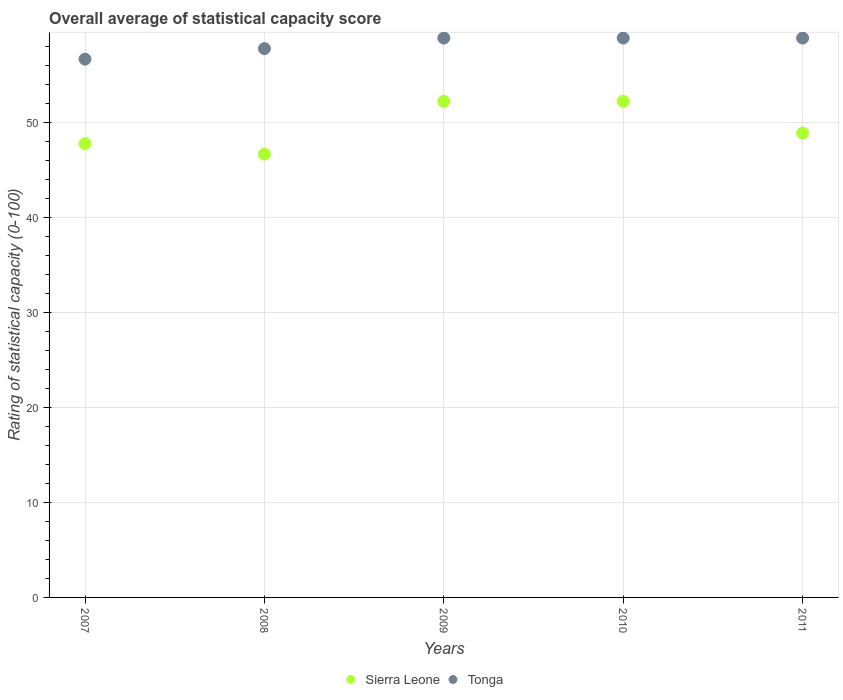 Overall average of statistical capacity score
Rating of statistical capacity (0-100)
50
40
30
20
10
0
2007
2008
2009
2010
2011
Years
Sierra Leone
Tonga